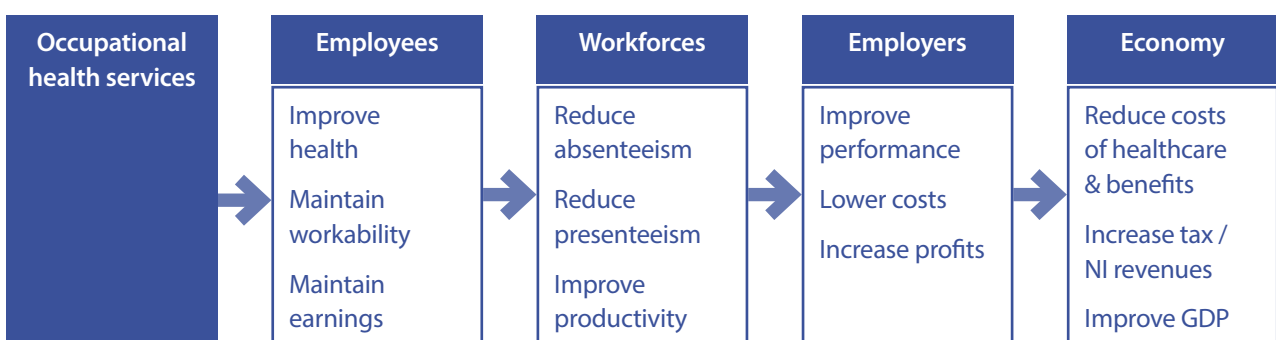 Occupational
health services
Employees
Improve
health
Maintain
workability
Maintain
earnings
Workforces
Reduce
absenteeism
Reduce
presenteeism
Improve
productivity
Employers
Improve
performance
Lower costs
Increase profits
Economy
Reduce costs
of healthcare
& benefits
Increase tax /
NI revenues
Improve GDP